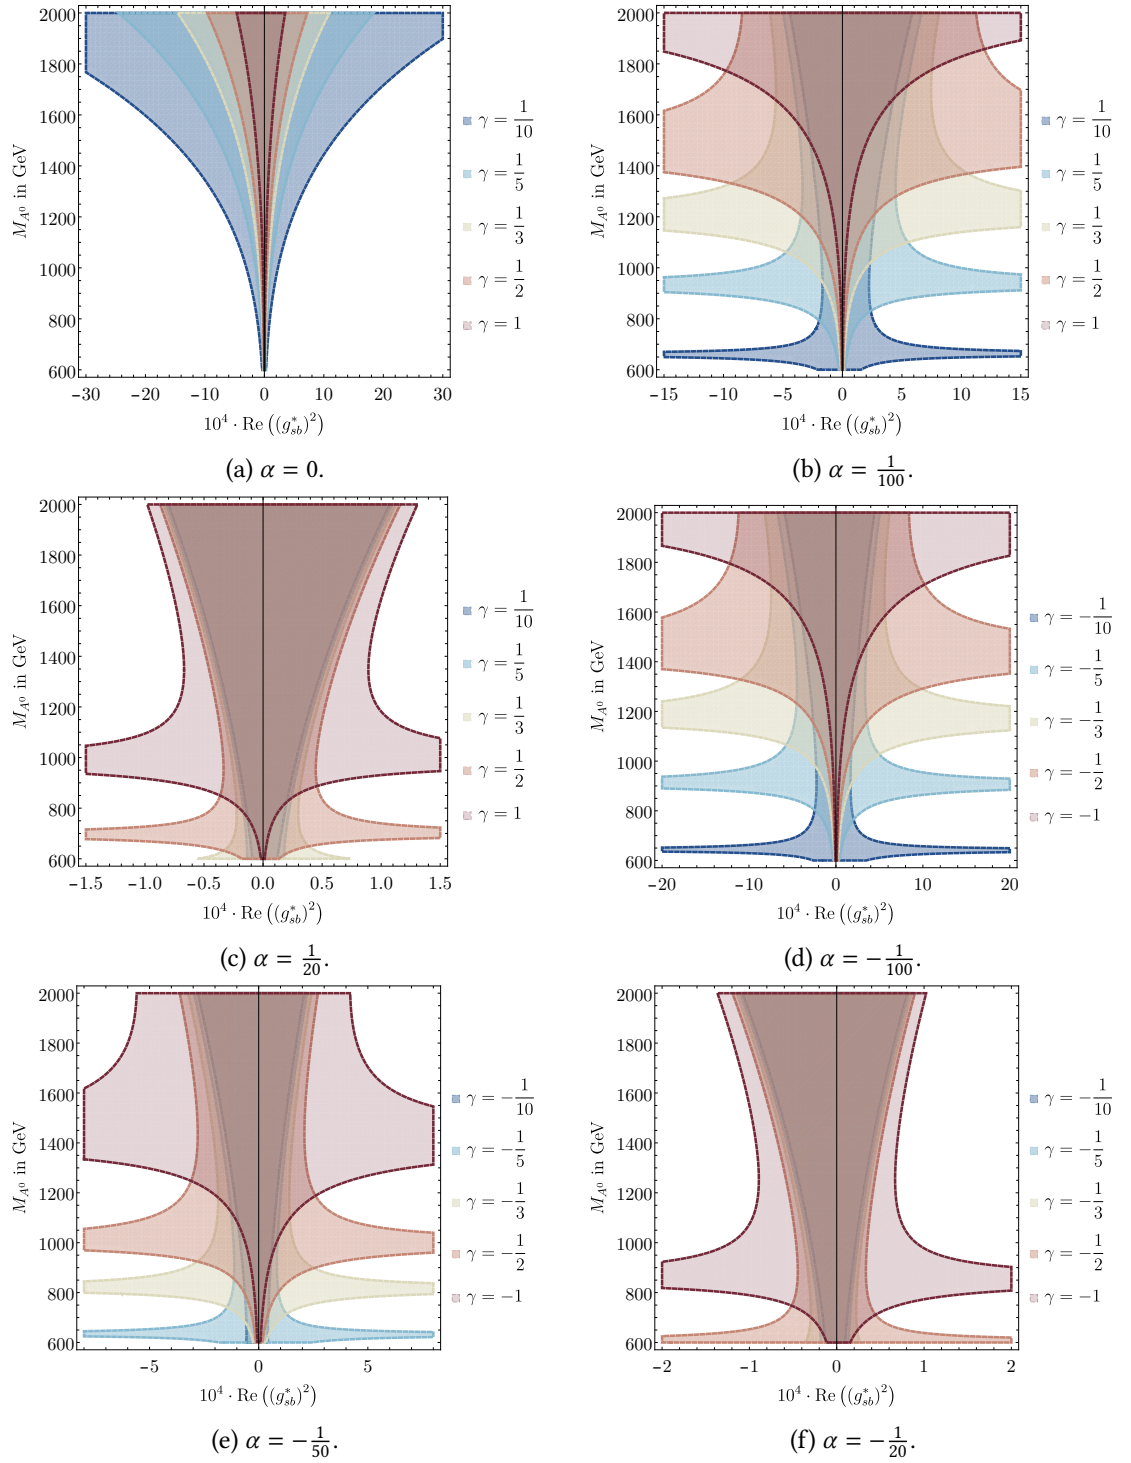 2000
1800
1600
1400
1200
1000
800
600
M_{A^0} in GeV
−30 −20 −10 0 10 20 30
10^4 · Re ((g^*_{sb})^2)
γ = 1/10
γ = 1/5
γ = 1/3
γ = 1/2
γ = 1
(a) α = 0.
2000
1800
1600
1400
1200
1000
800
600
M_{A^0} in GeV
−15 −10 −5 0 5 10 15
10^4 · Re ((g^*_{sb})^2)
γ = 1/10
γ = 1/5
γ = 1/3
γ = 1/2
γ = 1
(b) α = 1/100.
2000
1800
1600
1400
1200
1000
800
600
M_{A^0} in GeV
−1.5 −1.0 −0.5 0.0 0.5 1.0 1.5
10^4 · Re ((g^*_{sb})^2)
γ = 1/10
γ = 1/5
γ = 1/3
γ = 1/2
γ = 1
(c) α = 1/20.
2000
1800
1600
1400
1200
1000
800
600
M_{A^0} in GeV
−20 −10 0 10 20
10^4 · Re ((g^*_{sb})^2)
γ = −1/10
γ = −1/5
γ = −1/3
γ = −1/2
γ = −1
(d) α = −1/100.
2000
1800
1600
1400
1200
1000
800
600
M_{A^0} in GeV
−5 0 5
10^4 · Re ((g^*_{sb})^2)
γ = −1/10
γ = −1/5
γ = −1/3
γ = −1/2
γ = −1
(e) α = −1/50.
2000
1800
1600
1400
1200
1000
800
600
M_{A^0} in GeV
−2 −1 0 1 2
10^4 · Re ((g^*_{sb})^2)
γ = −1/10
γ = −1/5
γ = −1/3
γ = −1/2
γ = −1
(f) α = −1/20.